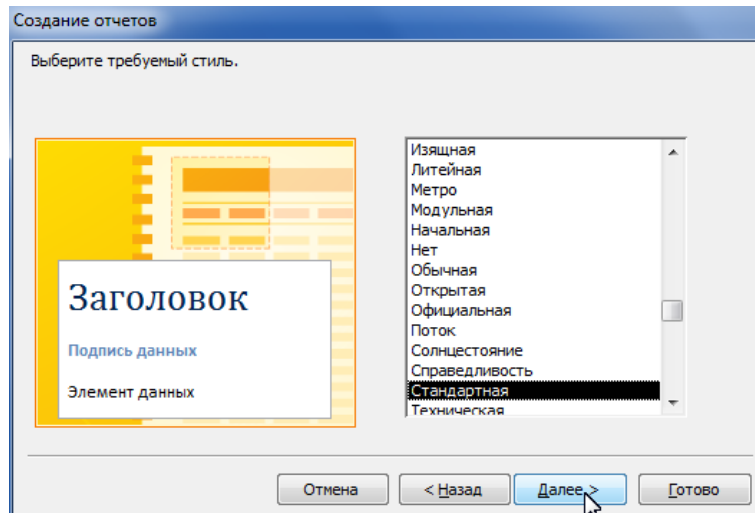 Создание отчетов
Выберите требуемый стиль.
Заголовок
Подпись данных
Элемент данных
Изящная
Литейная
Метро
Модульная
Начальная
Нет
Обычная
Открытая
Официальная
Поток
Солнцестояние
Справедливость
Стандартная
Техническая
Отмена
< Назад
Далее >
Готово